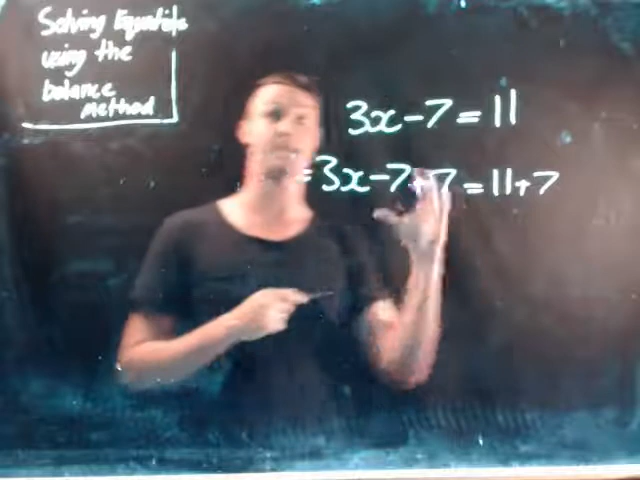 Solving Equations
using the
balance
method
3x-7=11
=3x-7+7=11+7